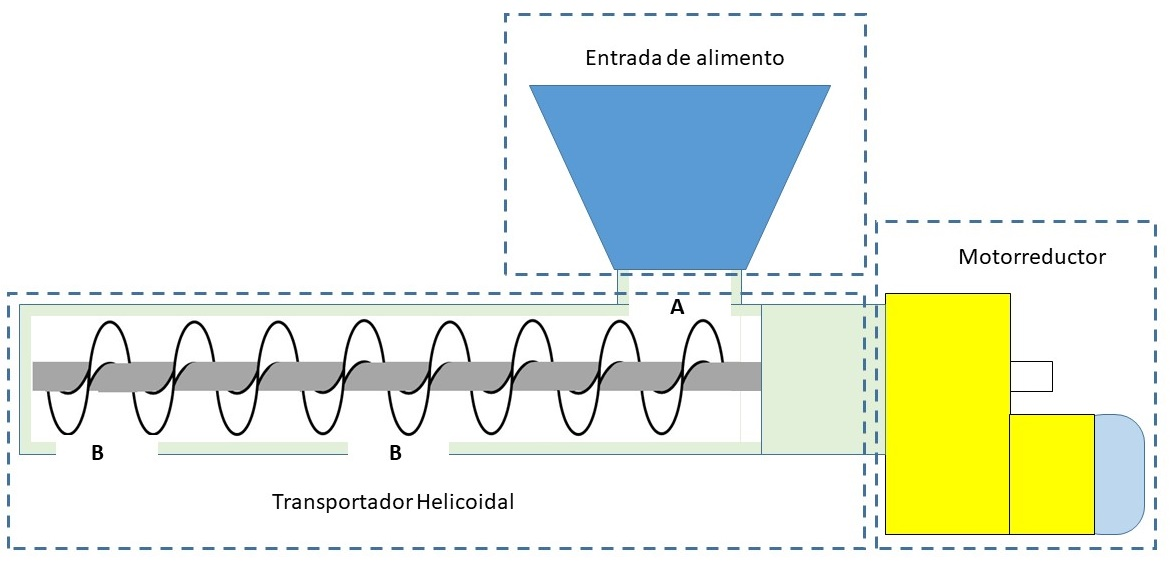 Entrada de alimento
Motorreductor
A
B
B
Transportador Helicoidal